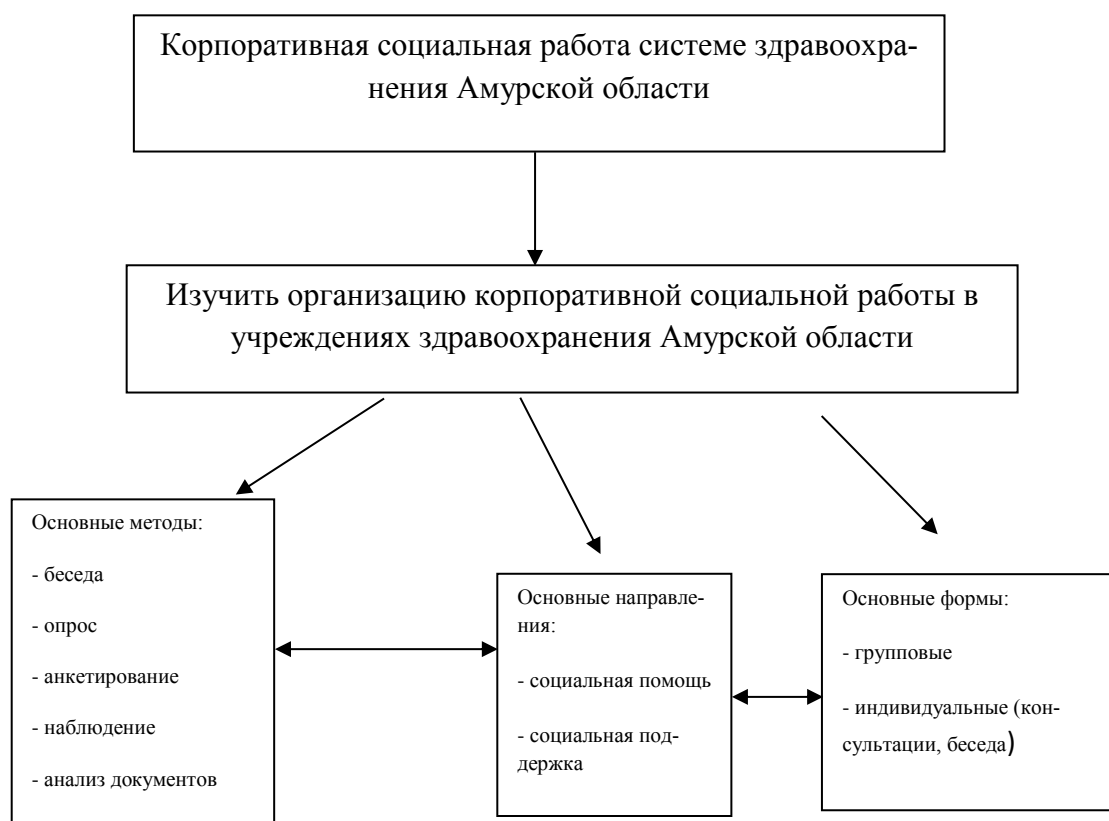 Корпоративная социальная работа системе здравоохра-
нения Амурской области
Изучить организацию корпоративной социальной работы в
учреждениях здравоохранения Амурской области
Основные методы:
- беседа
- опрос
- анкетирование
- наблюдение
- анализ документов
Основные направле-
ния:
- социальная помощь
- социальная под-
держка
Основные формы:
- групповые
- индивидуальные (кон-
сультации, беседа)